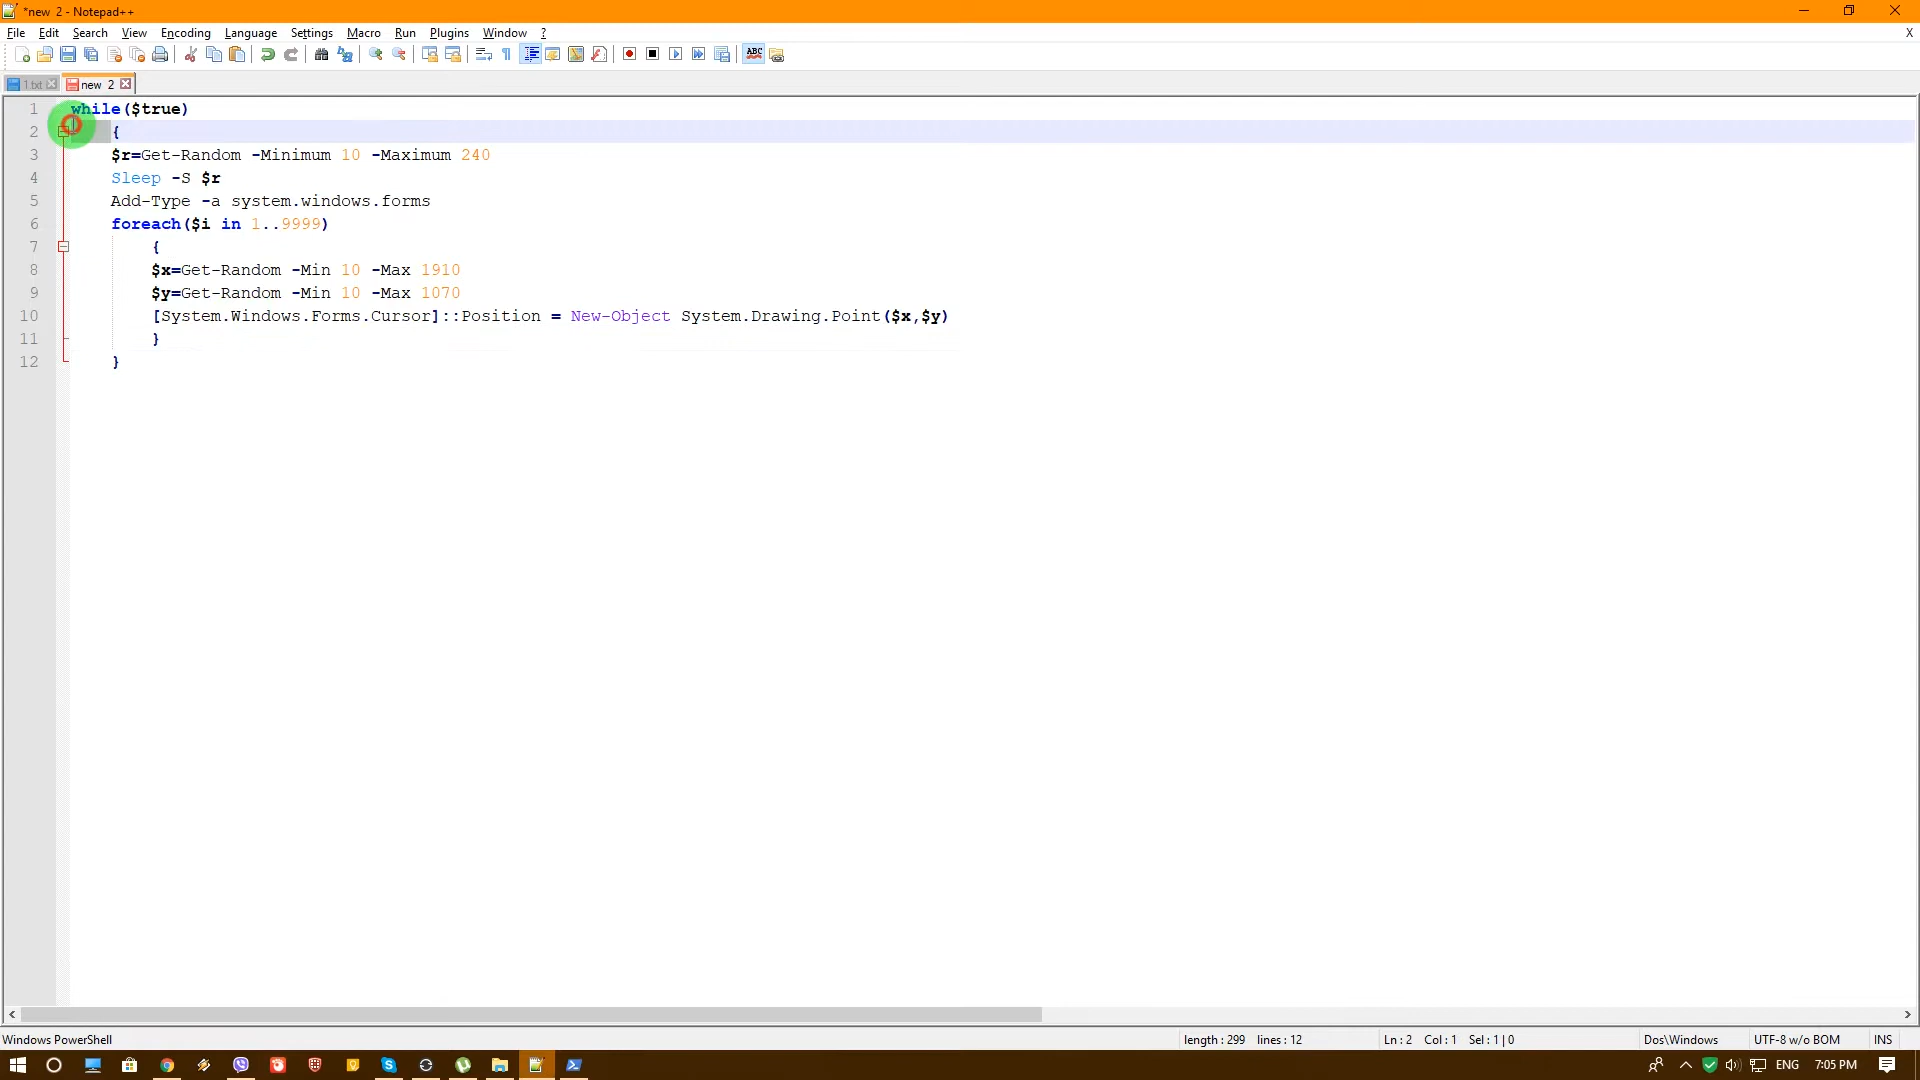 *new  2 - Notepad++
File Edit Search View Encoding Language Settings Macro Run Plugins Window ? X
ABC
1.txt new  2
1 while($true)
2 {
3 $r=Get-Random -Minimum 10 -Maximum 240
4 Sleep -S $r
5 Add-Type -a system.windows.forms
6 foreach($i in 1..9999)
7 {
8 $x=Get-Random -Min 10 -Max 1910
9 $y=Get-Random -Min 10 -Max 1070
10 [System.Windows.Forms.Cursor]::Position = New-Object System.Drawing.Point($x,$y)
11 }
12 }
Windows PowerShell length : 299 lines : 12 Ln : 2 Col : 1 Sel : 1 | 0 Dos\Windows UTF-8 w/o BOM INS
ENG 7:05 PM